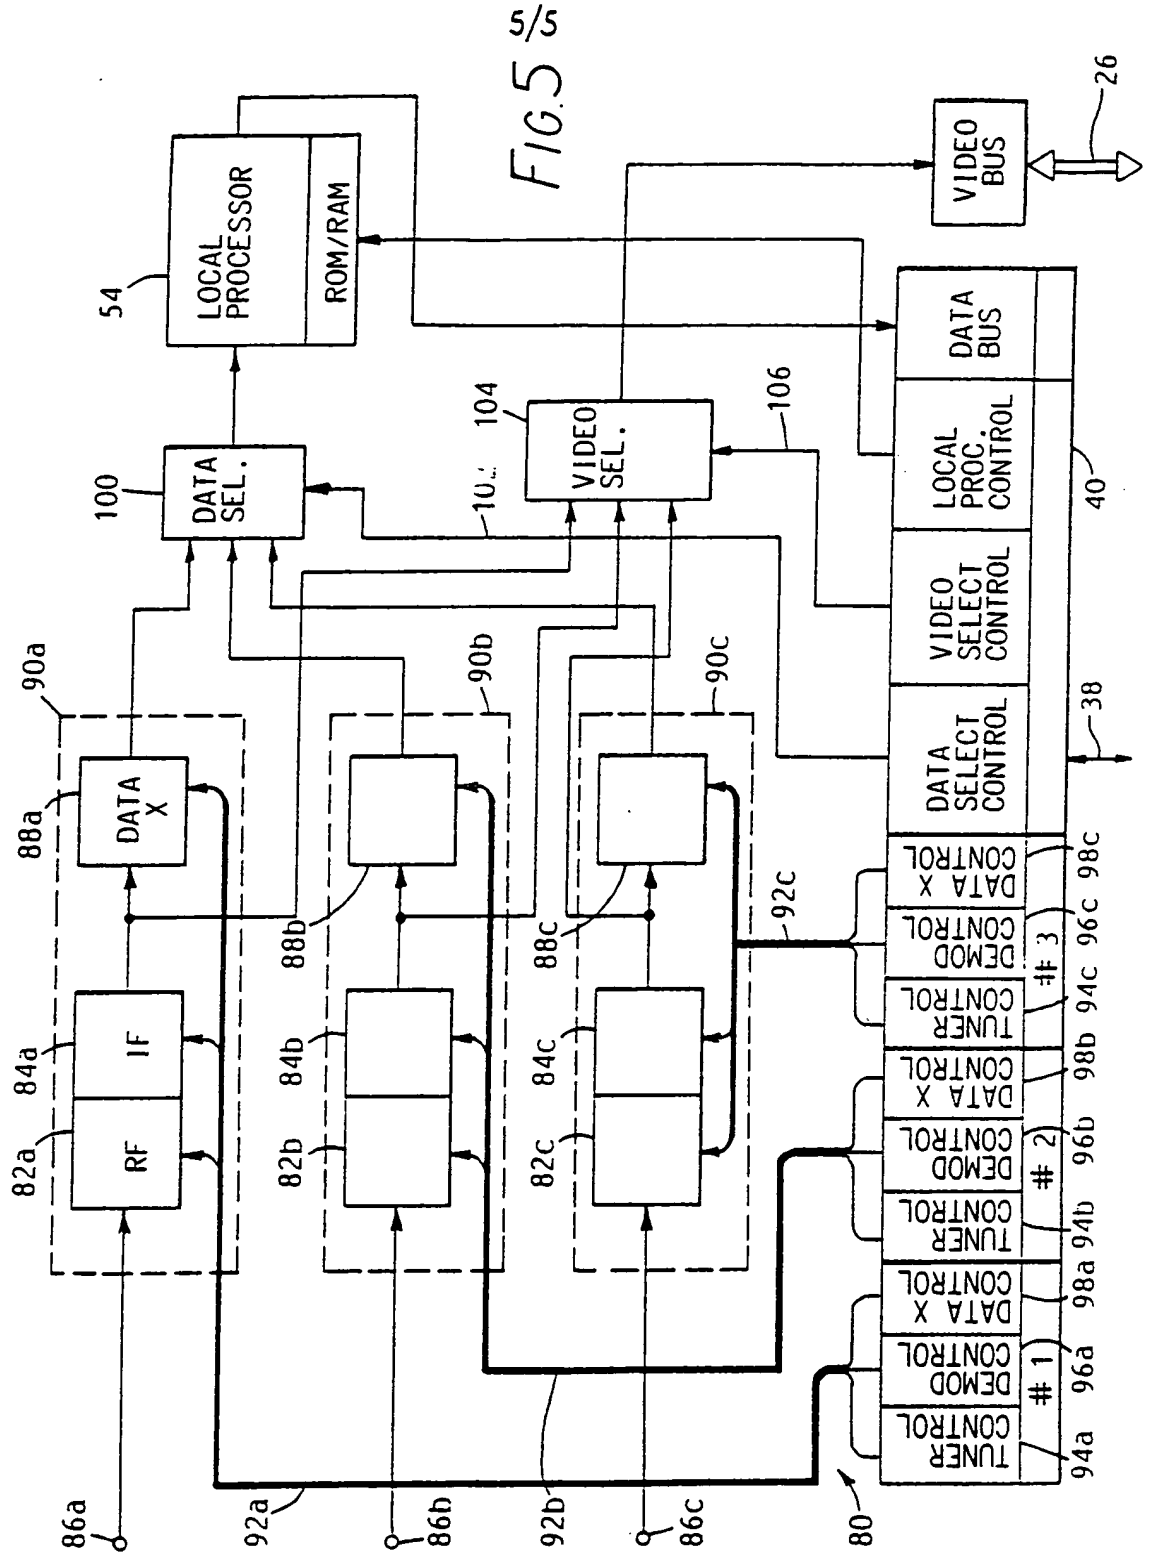 5/5
FIG. 5
86a
82a
84a
88a
90a
RF
IF
DATA
X
92a
100
DATA
SEL.
54
LOCAL
PROCESSOR
ROM/RAM
86b
82b
84b
88b
90b
92b
104
VIDEO
SEL.
106
86c
82c
84c
88c
90c
92c
VIDEO
BUS
26
80
TUNER
CONTROL
DEMOD
CONTROL
DATA X
CONTROL
# 1
94a
96a
98a
TUNER
CONTROL
DEMOD
CONTROL
DATA X
CONTROL
# 2
94b
96b
98b
TUNER
CONTROL
DEMOD
CONTROL
DATA X
CONTROL
# 3
94c
96c
98c
DATA
SELECT
CONTROL
VIDEO
SELECT
CONTROL
LOCAL
PROC.
CONTROL
DATA
BUS
38
40